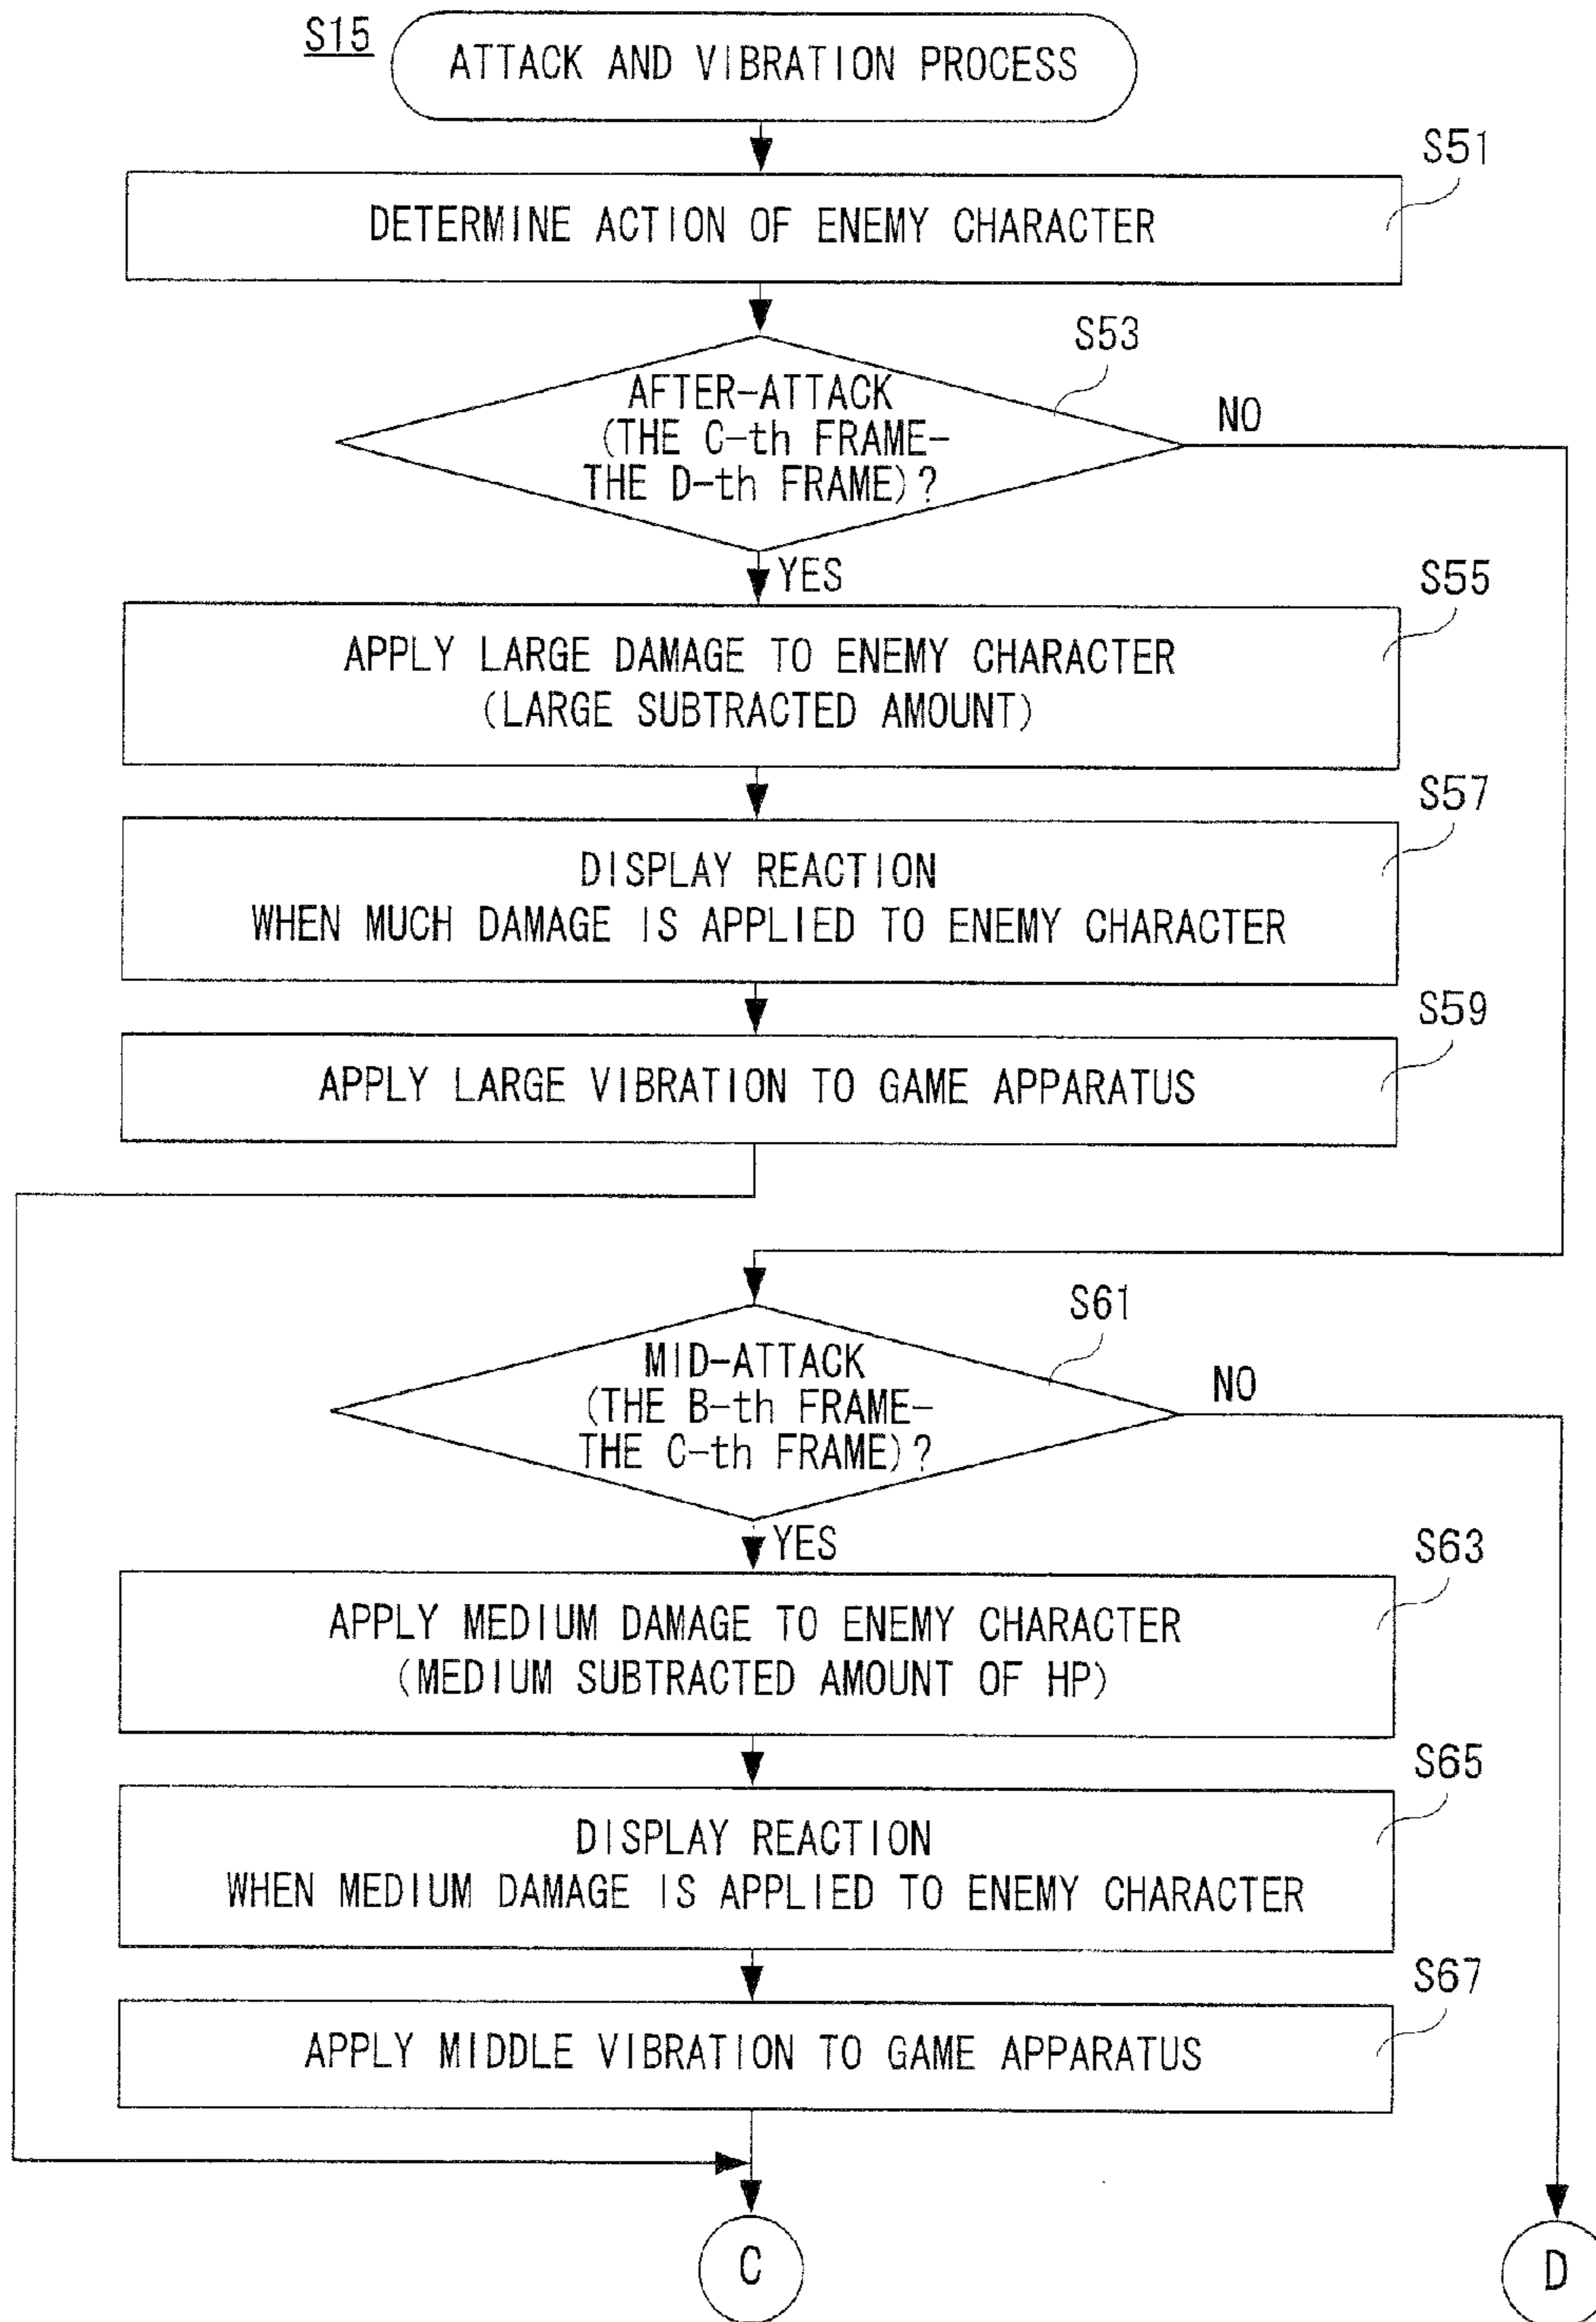 S15
ATTACK AND VIBRATION PROCESS
S51
DETERMINE ACTION OF ENEMY CHARACTER
S53
AFTER-ATTACK
(THE C-th FRAME-
THE D-th FRAME)?
NO
YES
S55
APPLY LARGE DAMAGE TO ENEMY CHARACTER
(LARGE SUBTRACTED AMOUNT)
S57
DISPLAY REACTION
WHEN MUCH DAMAGE IS APPLIED TO ENEMY CHARACTER
S59
APPLY LARGE VIBRATION TO GAME APPARATUS
S61
MID-ATTACK
(THE B-th FRAME-
THE C-th FRAME)?
NO
YES
S63
APPLY MEDIUM DAMAGE TO ENEMY CHARACTER
(MEDIUM SUBTRACTED AMOUNT OF HP)
S65
DISPLAY REACTION
WHEN MEDIUM DAMAGE IS APPLIED TO ENEMY CHARACTER
S67
APPLY MIDDLE VIBRATION TO GAME APPARATUS
C
D